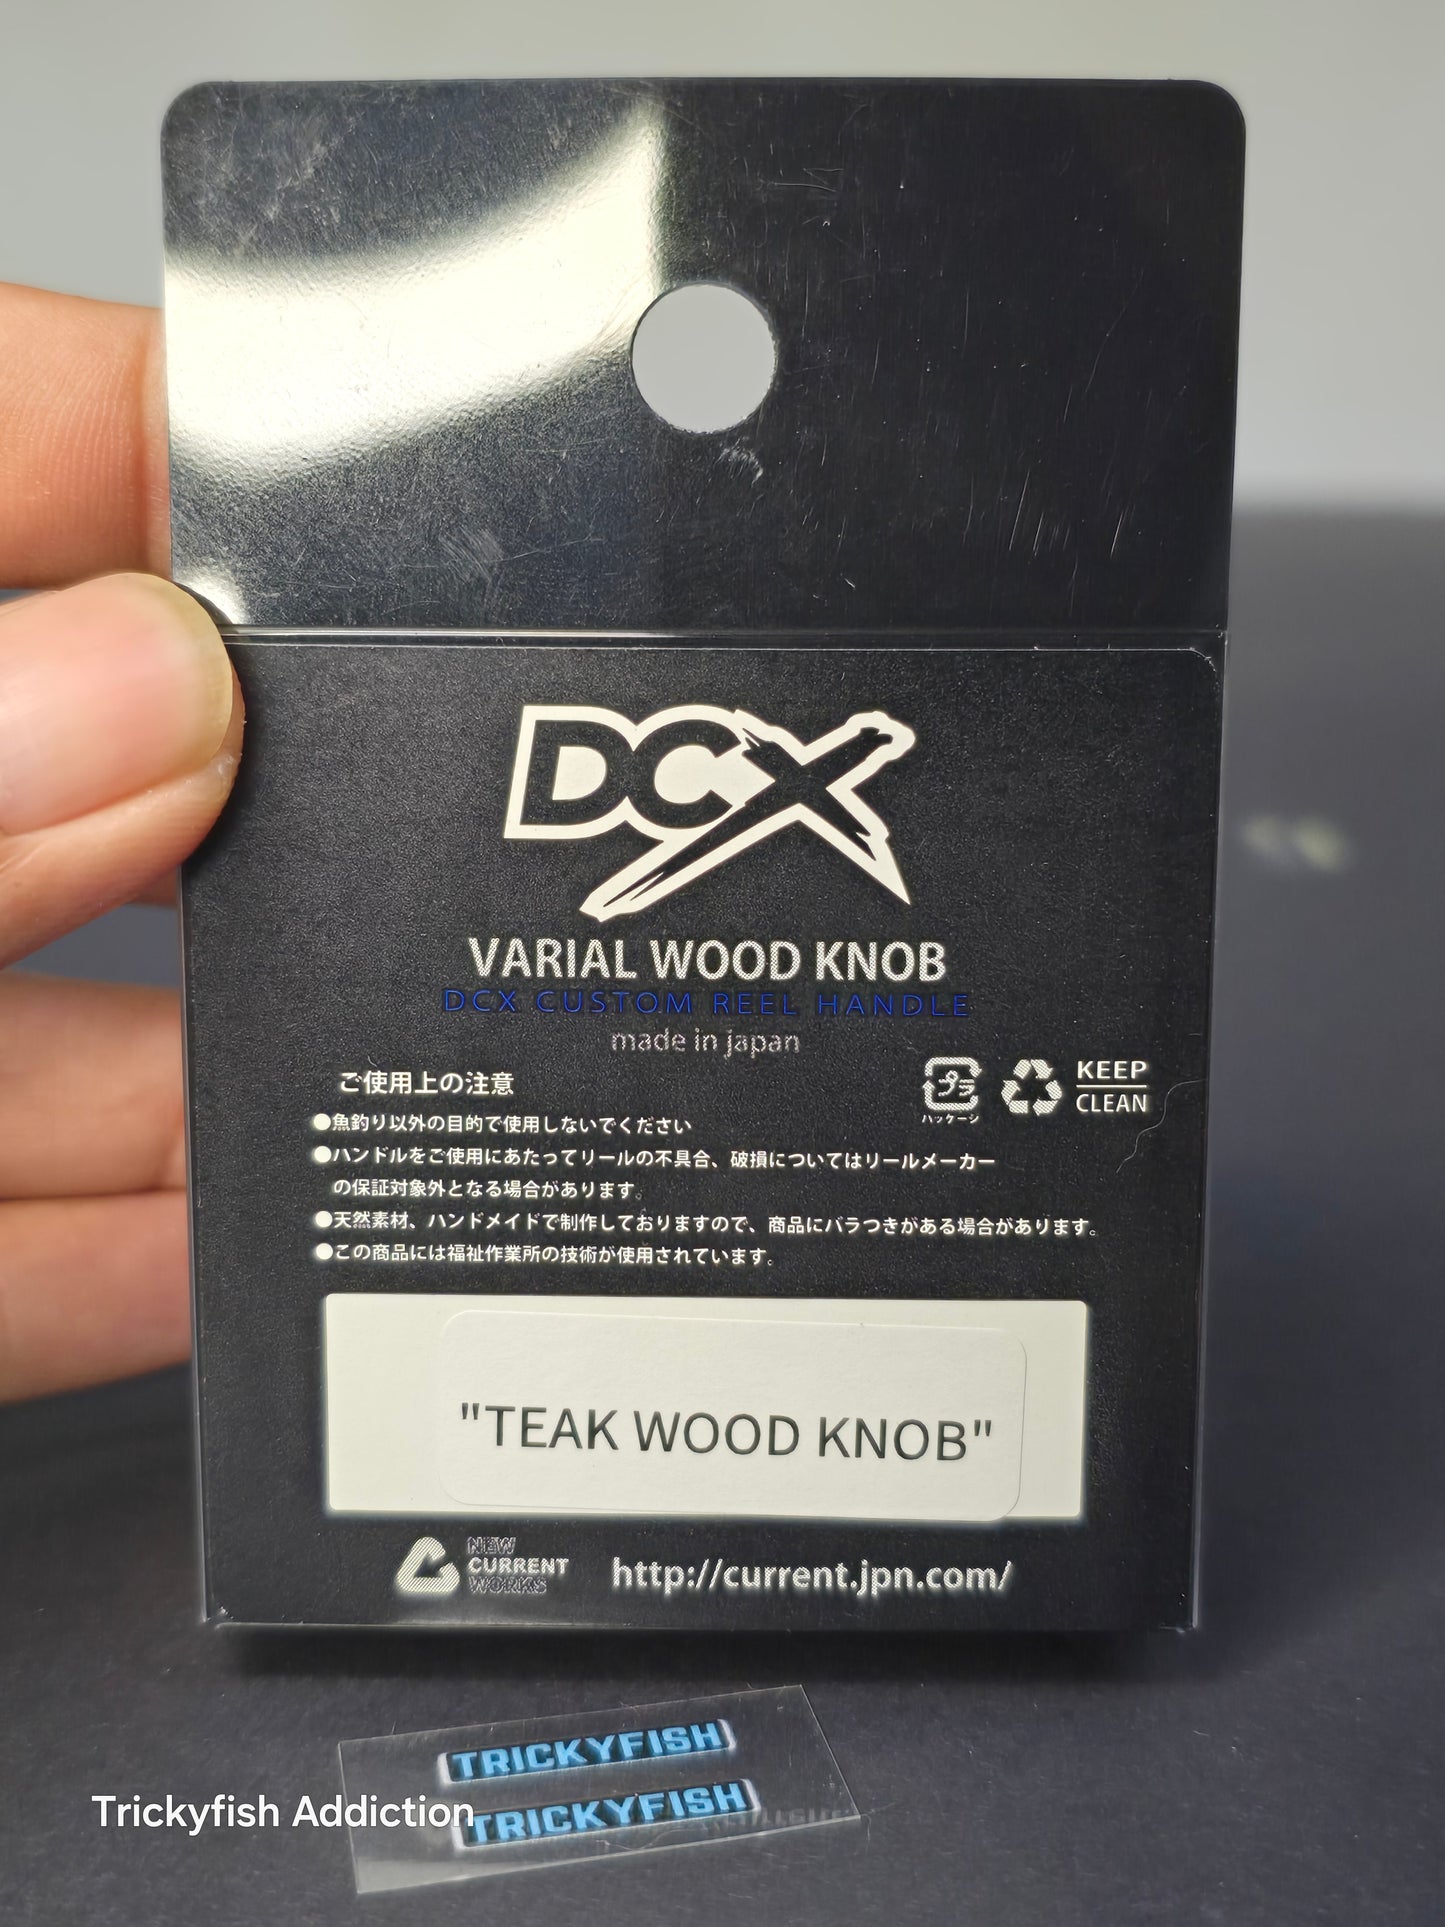 DCX
VARIAL WOOD KNOB
DCX CUSTOM REEL HANDLE
made in japan
ご使用上の注意
プラ
パッケージ
KEEP
CLEAN
●魚釣り以外の目的で使用しないでください
●ハンドルをご使用にあたってリールの不具合、破損についてはリールメーカー
の保証対象外となる場合があります。
●天然素材、ハンドメイドで制作しておりますので、商品にバラつきがある場合があります。
●この商品には福祉作業所の技術が使用されています。
"TEAK WOOD KNOB"
NEW
CURRENT
WORKS
http://current.jpn.com/
TRICKYFISH
TRICKYFISH
Trickyfish Addiction